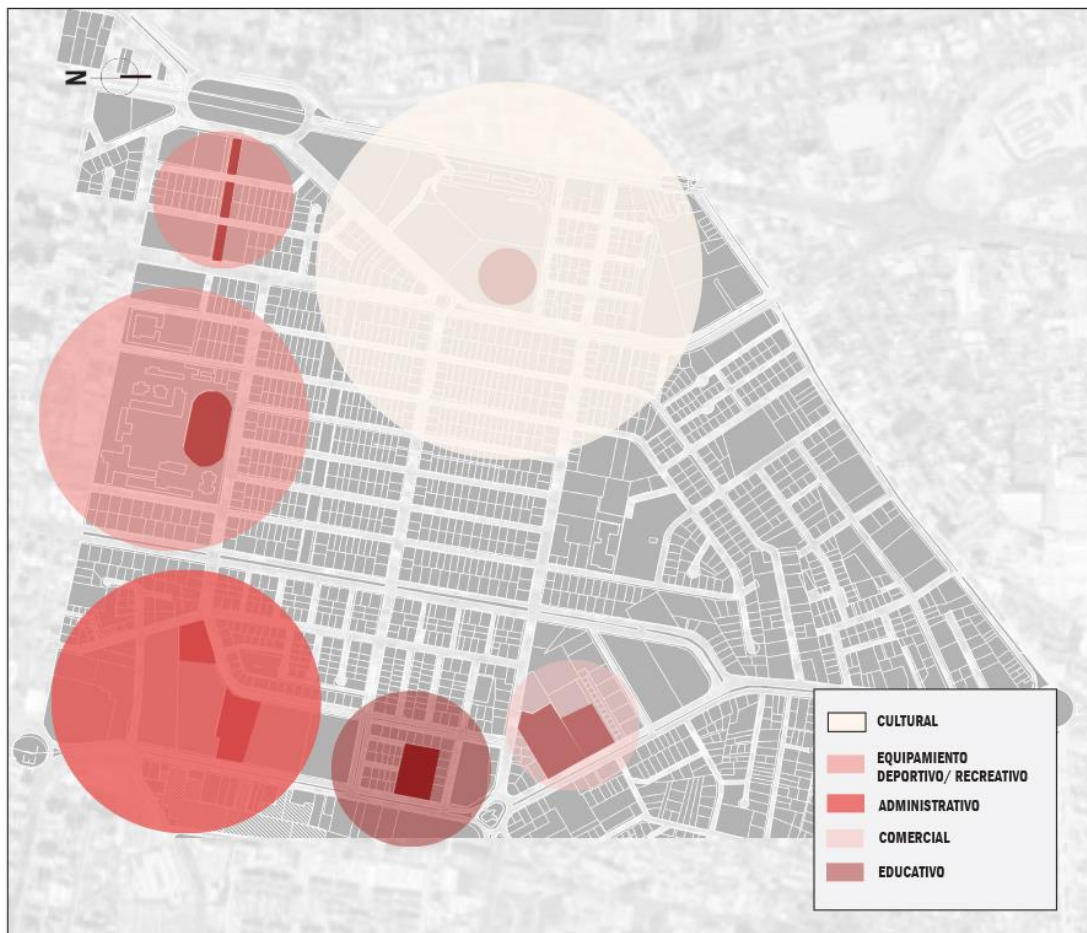 N
CULTURAL
EQUIPAMIENTO
DEPORTIVO/ RECREATIVO
ADMINISTRATIVO
COMERCIAL
EDUCATIVO